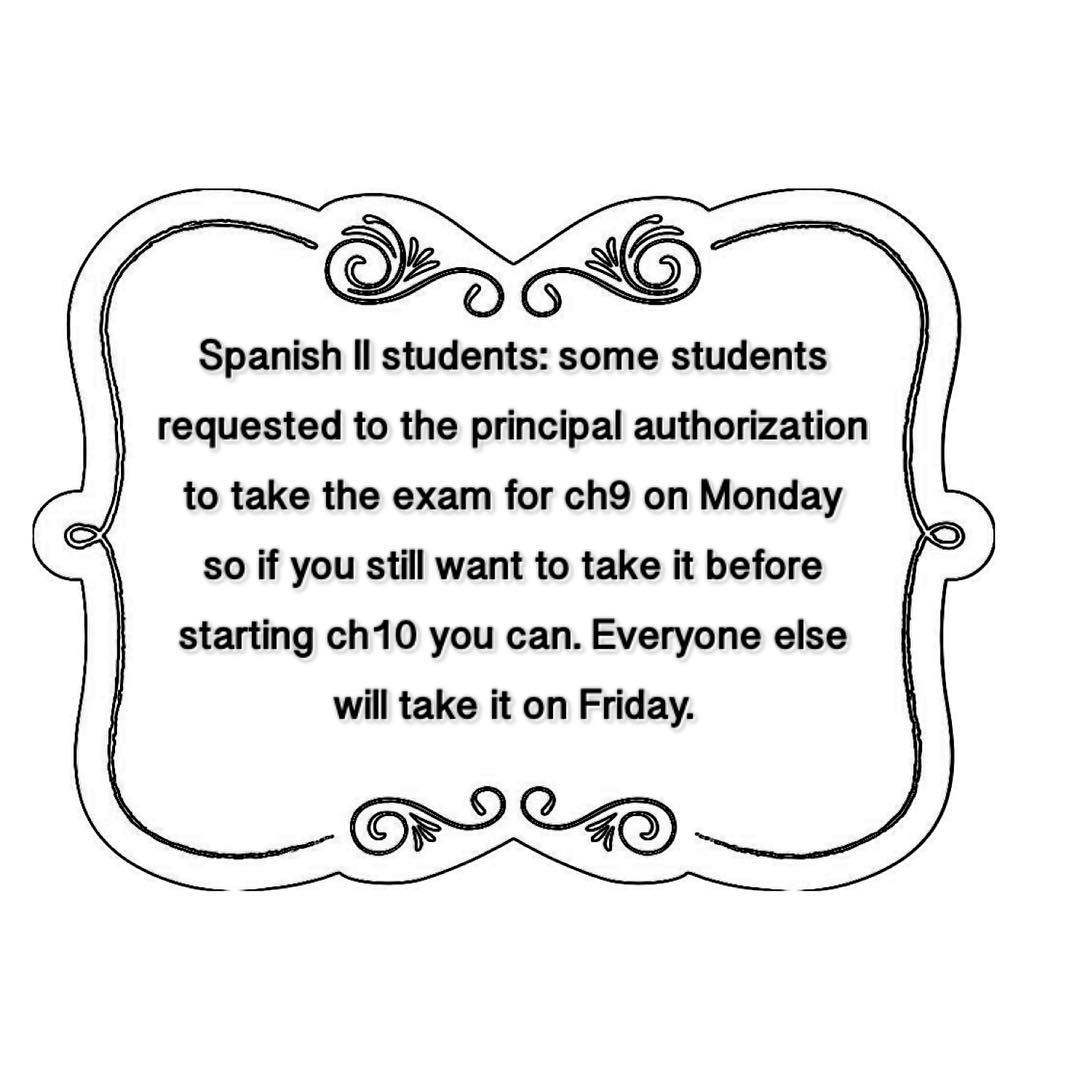 Spanish II students: some students
requested to the principal authorization
to take the exam for ch9 on Monday
so if you still want to take it before
starting ch10 you can. Everyone else
will take it on Friday.